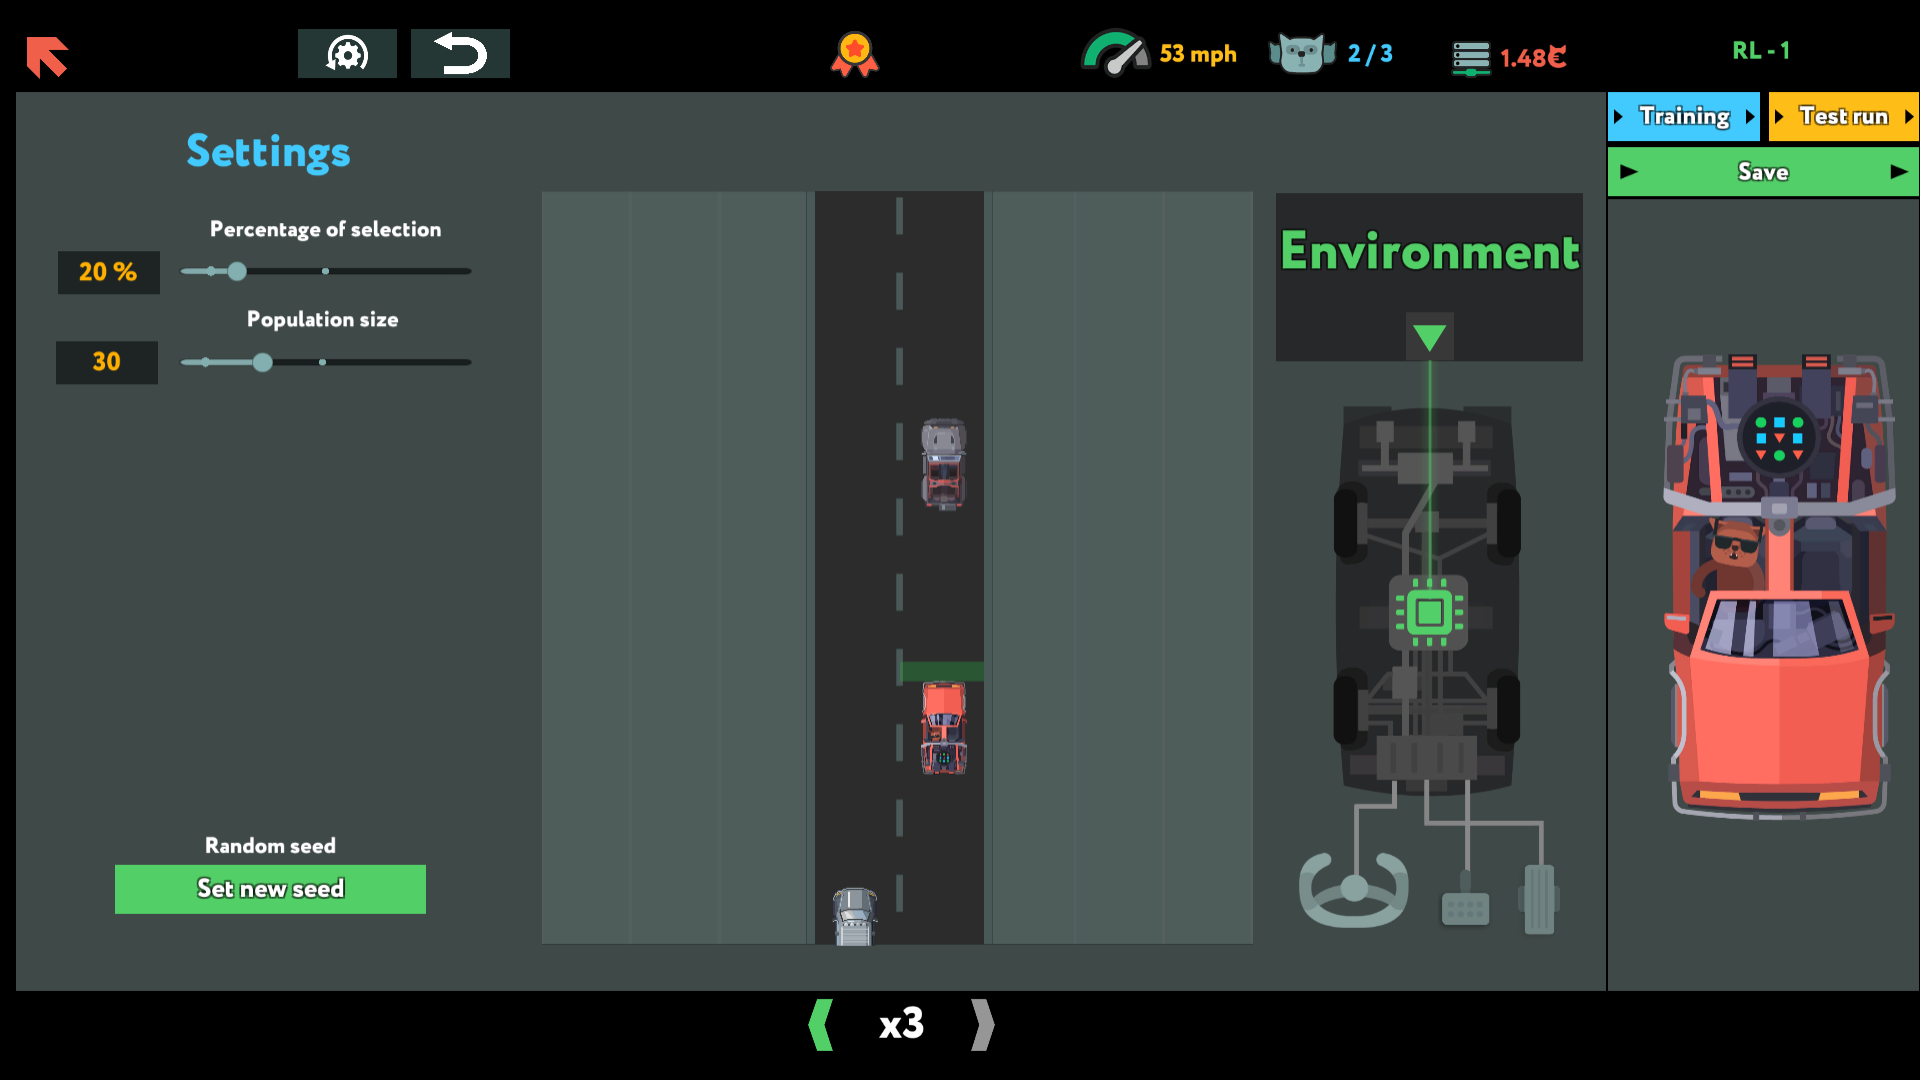 53 mph
2 / 3
1.48
RL - 1
Training
Test run
Save
Settings
Percentage of selection
20 %
Population size
30
Environment
Random seed
Set new seed
x3